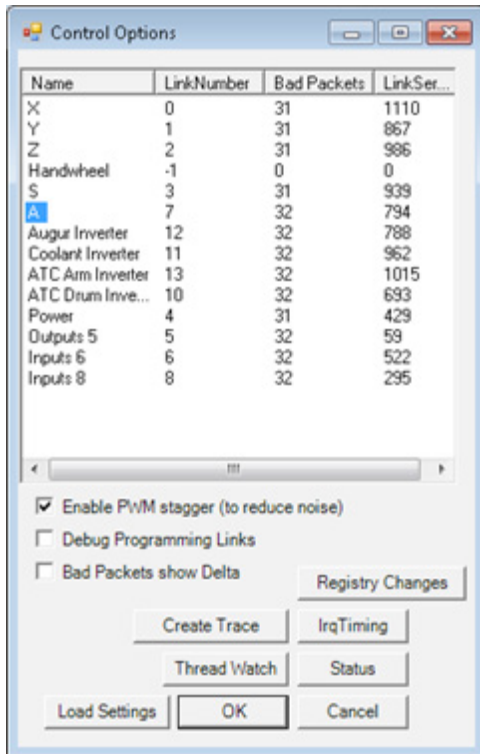 Control Options
Name LinkNumber Bad Packets LinkSer...
X 0 31 1110
Y 1 31 867
Z 2 31 986
Handwheel -1 0 0
S 3 31 939
A 7 32 794
Augur Inverter 12 32 788
Coolant Inverter 11 32 962
ATC Arm Inverter 13 32 1015
ATC Drum Inve... 10 32 693
Power 4 31 429
Outputs 5 5 32 59
Inputs 6 6 32 522
Inputs 8 8 32 295
Enable PWM stagger (to reduce noise)
Debug Programming Links
Bad Packets show Delta
Registry Changes
Create Trace IrqTiming
Thread Watch Status
Load Settings OK Cancel